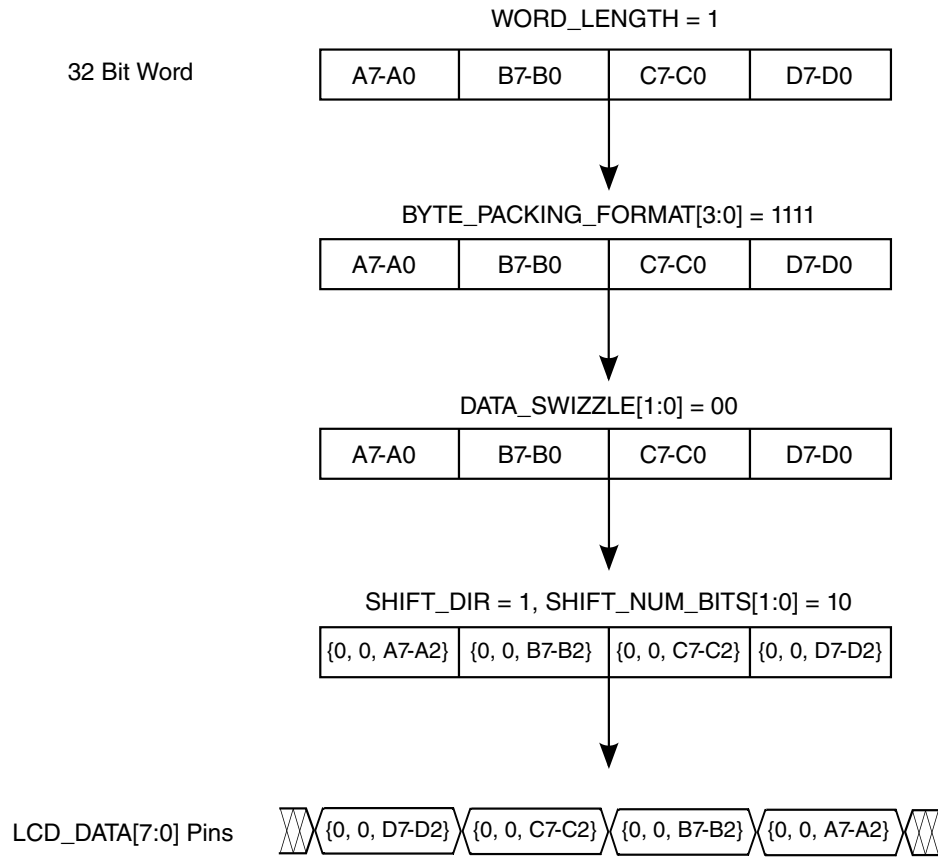 WORD_LENGTH = 1
32 Bit Word
A7-A0 B7-B0 C7-C0 D7-D0
BYTE_PACKING_FORMAT[3:0] = 1111
A7-A0 B7-B0 C7-C0 D7-D0
DATA_SWIZZLE[1:0] = 00
A7-A0 B7-B0 C7-C0 D7-D0
SHIFT_DIR = 1, SHIFT_NUM_BITS[1:0] = 10
{0, 0, A7-A2} {0, 0, B7-B2} {0, 0, C7-C2} {0, 0, D7-D2}
LCD_DATA[7:0] Pins {0, 0, D7-D2} {0, 0, C7-C2} {0, 0, B7-B2} {0, 0, A7-A2}